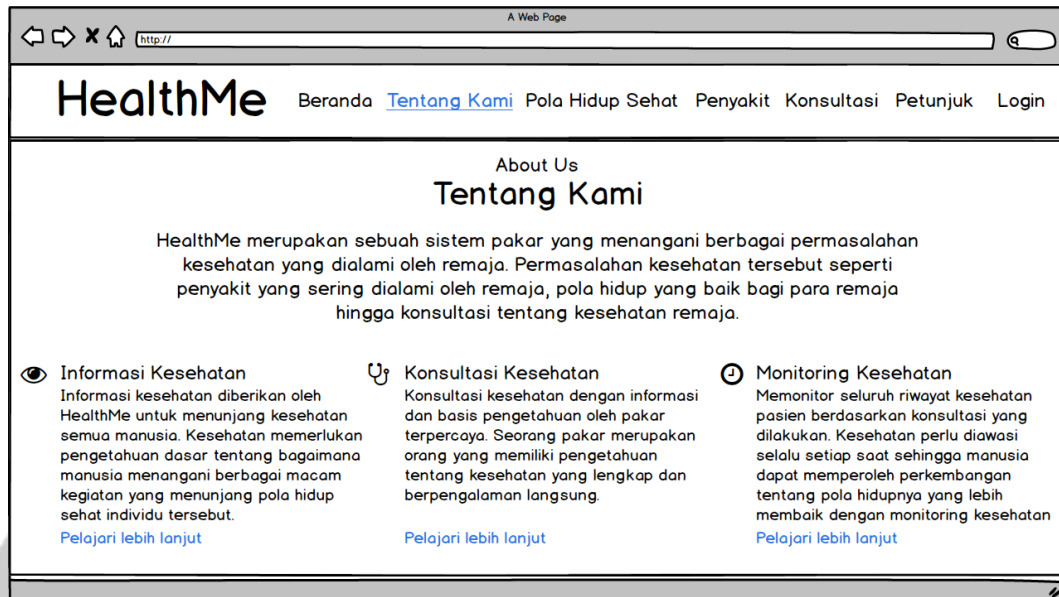 A Web Page
http://
HealthMe
Beranda Tentang Kami Pola Hidup Sehat Penyakit Konsultasi Petunjuk Login
About Us
Tentang Kami
HealthMe merupakan sebuah sistem pakar yang menangani berbagai permasalahan
kesehatan yang dialami oleh remaja. Permasalahan kesehatan tersebut seperti
penyakit yang sering dialami oleh remaja, pola hidup yang baik bagi para remaja
hingga konsultasi tentang kesehatan remaja.
Informasi Kesehatan
Informasi kesehatan diberikan oleh
HealthMe untuk menunjang kesehatan
semua manusia. Kesehatan memerlukan
pengetahuan dasar tentang bagaimana
manusia menangani berbagai macam
kegiatan yang menunjang pola hidup
sehat individu tersebut.
Pelajari lebih lanjut
Konsultasi Kesehatan
Konsultasi kesehatan dengan informasi
dan basis pengetahuan oleh pakar
terpercaya. Seorang pakar merupakan
orang yang memiliki pengetahuan
tentang kesehatan yang lengkap dan
berpengalaman langsung.
Pelajari lebih lanjut
Monitoring Kesehatan
Memonitor seluruh riwayat kesehatan
pasien berdasarkan konsultasi yang
dilakukan. Kesehatan perlu diawasi
selalu setiap saat sehingga manusia
dapat memperoleh perkembangan
tentang pola hidupnya yang lebih
membaik dengan monitoring kesehatan
Pelajari lebih lanjut